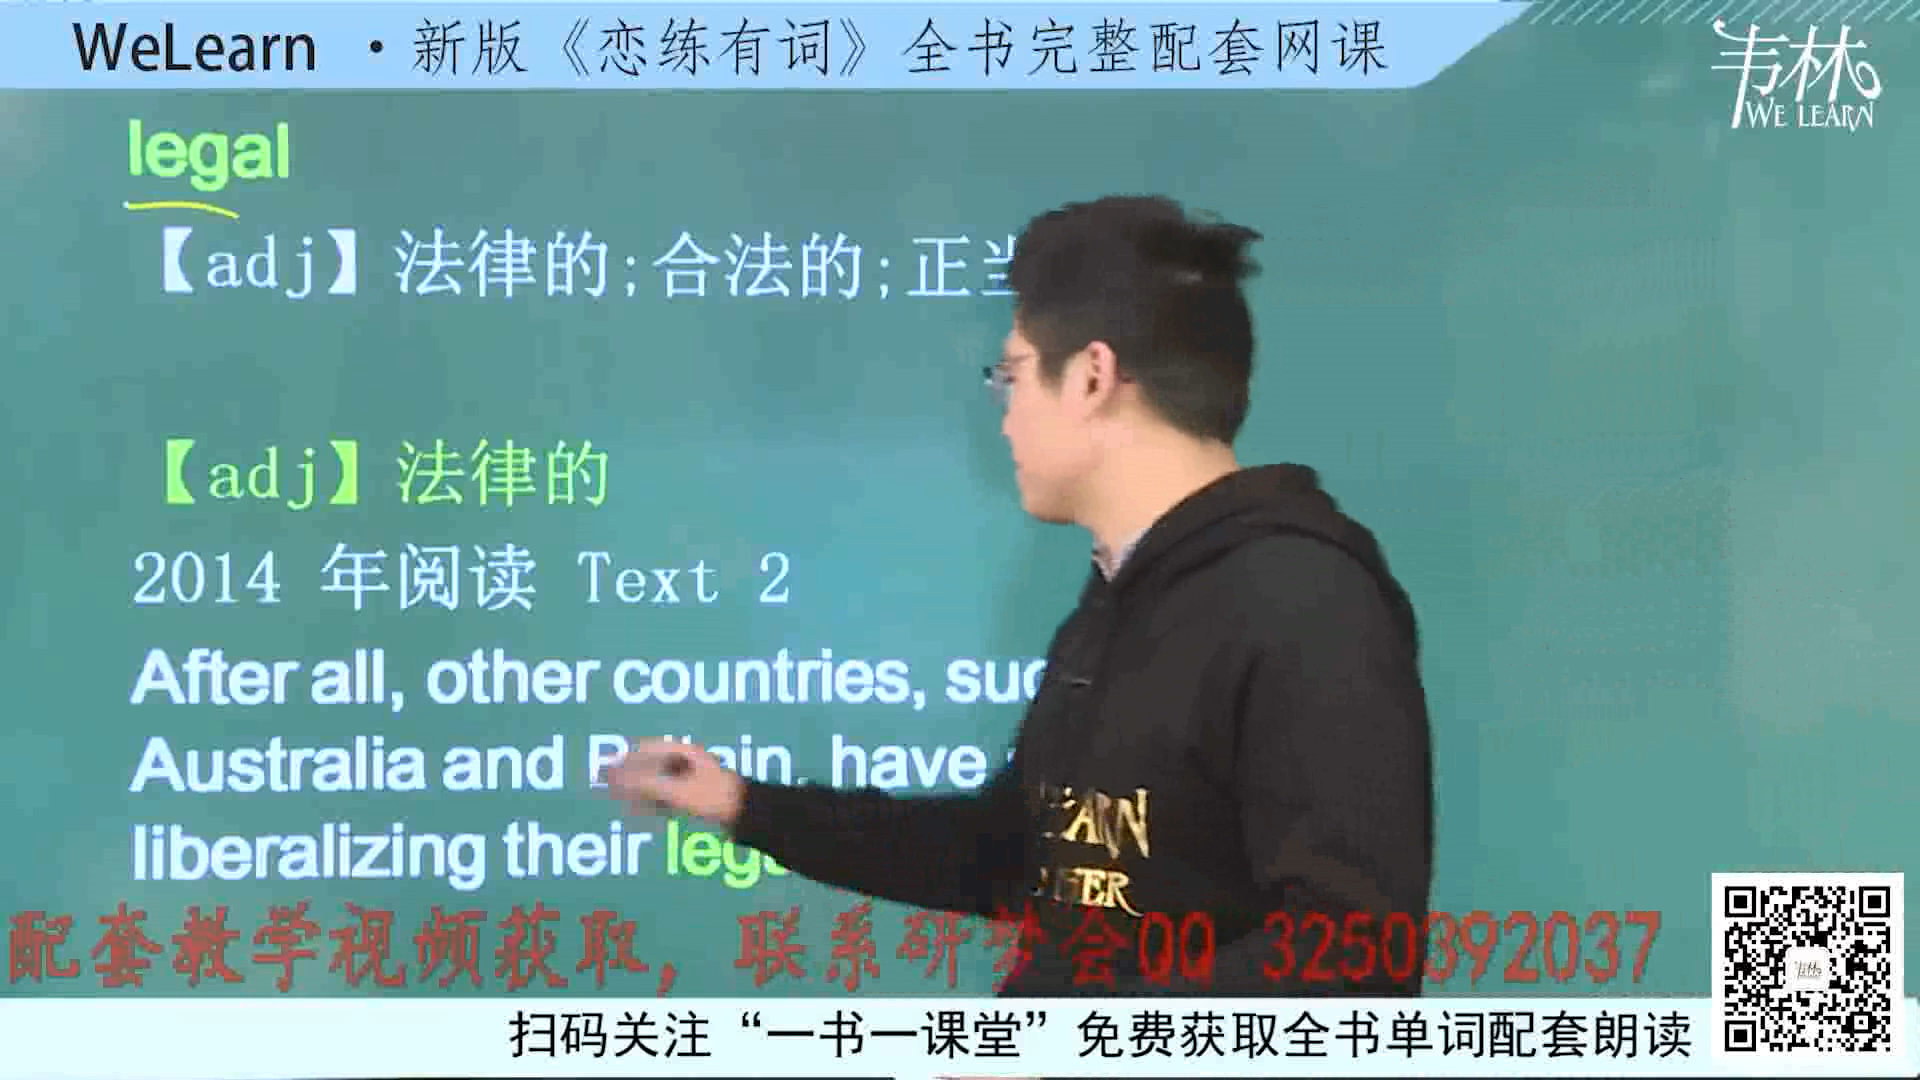 WeLearn ·新版《恋练有词》全书完整配套网课
韦林
WE LEARN
legal
【adj】法律的;合法的;正当
【adj】法律的
2014 年阅读 Text 2
After all, other countries,
Australia and Britain, have
liberalizing their legal
配套教学视频获取，联系研梦会QQ 3250392037
扫码关注“一书一课堂”免费获取全书单词配套朗读